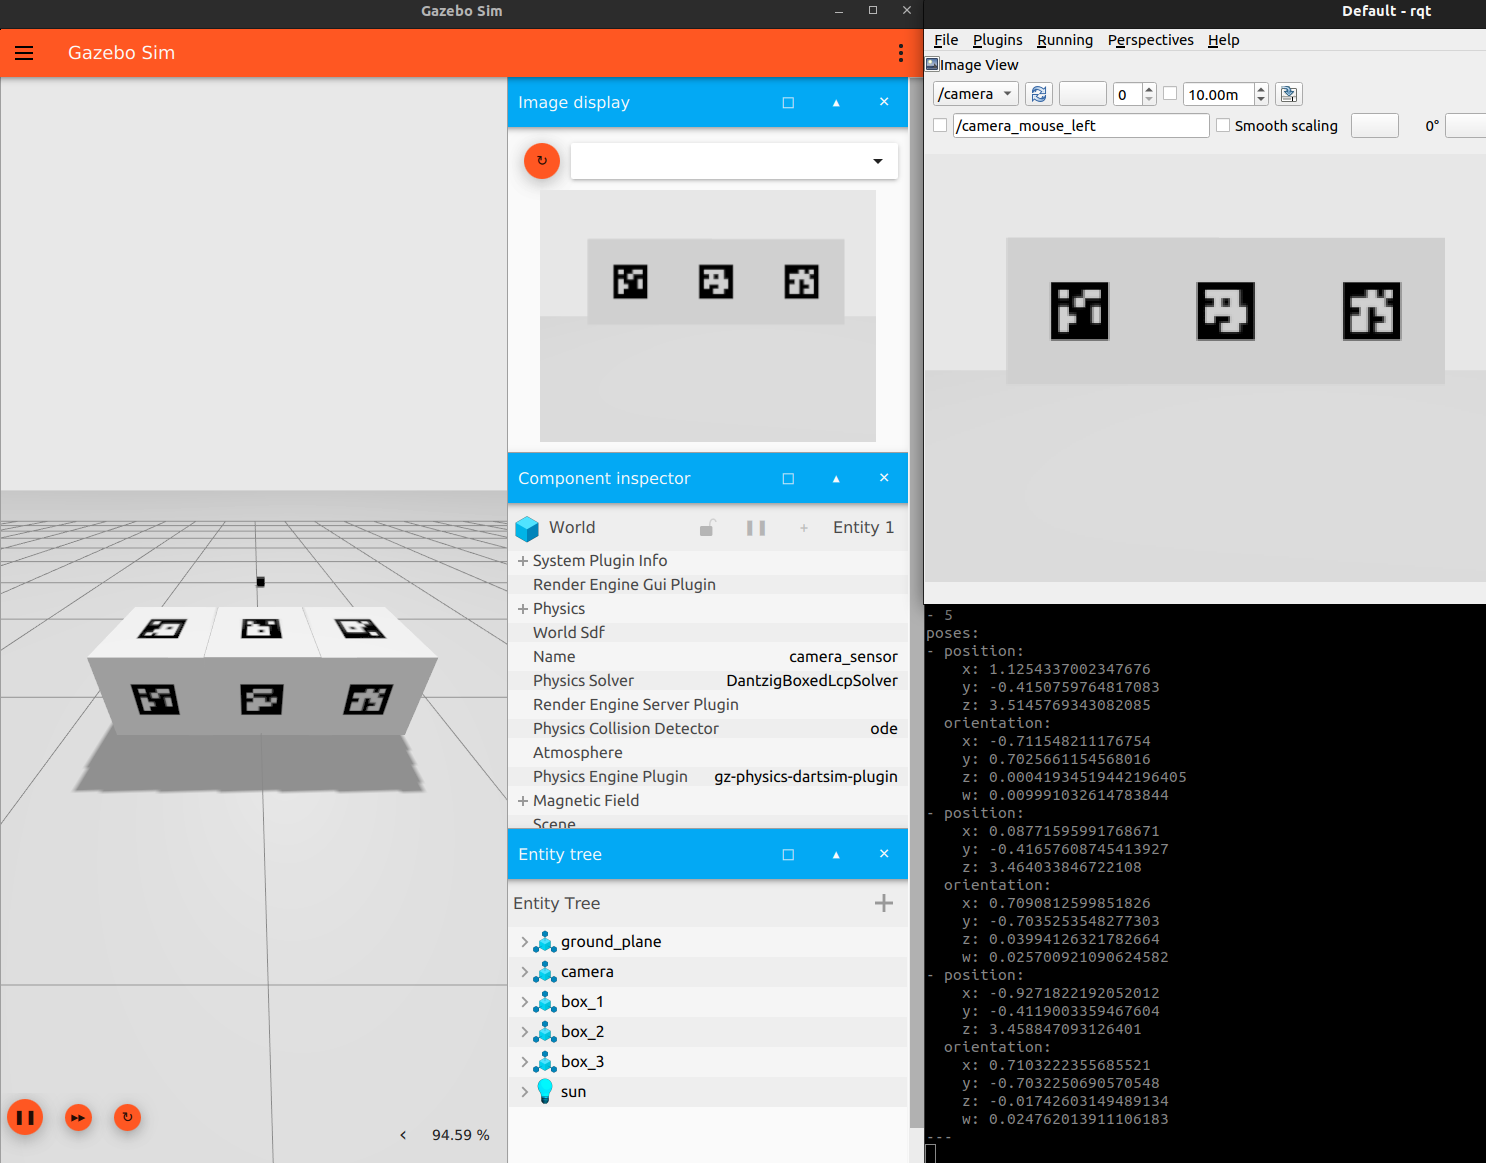 Gazebo Sim
Gazebo Sim
Image display
Component inspector
World
Entity 1
System Plugin Info
Render Engine Gui Plugin
Physics
World Sdf
Name camera_sensor
Physics Solver DantzigBoxedLcpSolver
Render Engine Server Plugin
Physics Collision Detector ode
Atmosphere
Physics Engine Plugin gz-physics-dartsim-plugin
Magnetic Field
Scene
Entity tree
Entity Tree
ground_plane
camera
box_1
box_2
box_3
sun
94.59 %
Default - rqt
File Plugins Running Perspectives Help
Image View
/camera 0 10.00m
/camera_mouse_left Smooth scaling 0°
- 5
poses:
- position:
x: 1.1254337002347676
y: -0.4150759764817083
z: 3.5145769343082085
orientation:
x: -0.711548211176754
y: 0.7025661154568016
z: 0.00041934519442196405
w: 0.009991032614783844
- position:
x: 0.08771595991768671
y: -0.41657608745413927
z: 3.464033846722108
orientation:
x: 0.7090812599851826
y: -0.7035253548277303
z: 0.03994126321782664
w: 0.025700921090624582
- position:
x: -0.9271822192052012
y: -0.4119003359467604
z: 3.458847093126401
orientation:
x: 0.7103222355685521
y: -0.7032250690570548
z: -0.01742603149489134
w: 0.024762013911106183
---